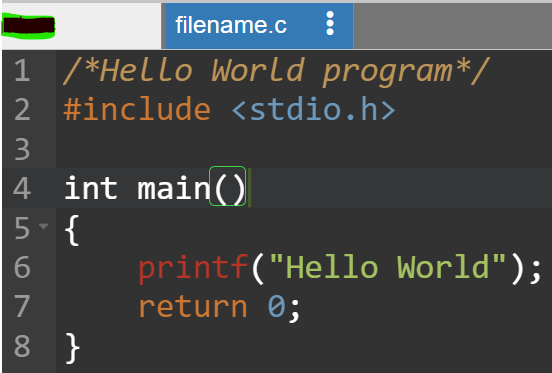 filename.c
1 /*Hello World program*/
2 #include <stdio.h>
3
4 int main()
5 {
6     printf("Hello World");
7     return 0;
8 }